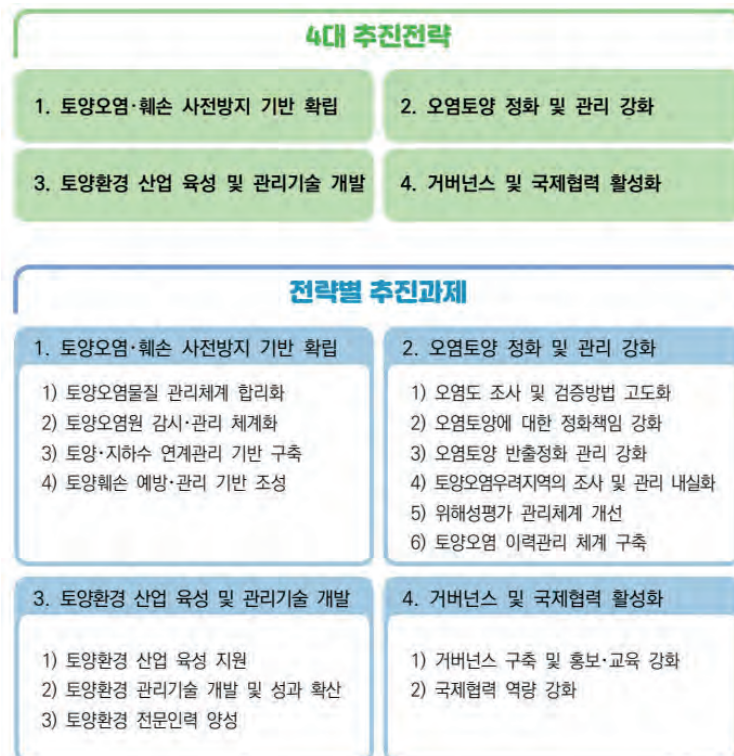 4대 추진전략
1. 토양오염·훼손 사전방지 기반 확립
2. 오염토양 정화 및 관리 강화
3. 토양환경 산업 육성 및 관리기술 개발
4. 거버넌스 및 국제협력 활성화
전략별 추진과제
1. 토양오염·훼손 사전방지 기반 확립
1) 토양오염물질 관리체계 합리화
2) 토양오염원 감시·관리 체계화
3) 토양·지하수 연계관리 기반 구축
4) 토양훼손 예방·관리 기반 조성
2. 오염토양 정화 및 관리 강화
1) 오염도 조사 및 검증방법 고도화
2) 오염토양에 대한 정화책임 강화
3) 오염토양 반출정화 관리 강화
4) 토양오염우려지역의 조사 및 관리 내실화
5) 위해성평가 관리체계 개선
6) 토양오염 이력관리 체계 구축
3. 토양환경 산업 육성 및 관리기술 개발
1) 토양환경 산업 육성 지원
2) 토양환경 관리기술 개발 및 성과 확산
3) 토양환경 전문인력 양성
4. 거버넌스 및 국제협력 활성화
1) 거버넌스 구축 및 홍보·교육 강화
2) 국제협력 역량 강화